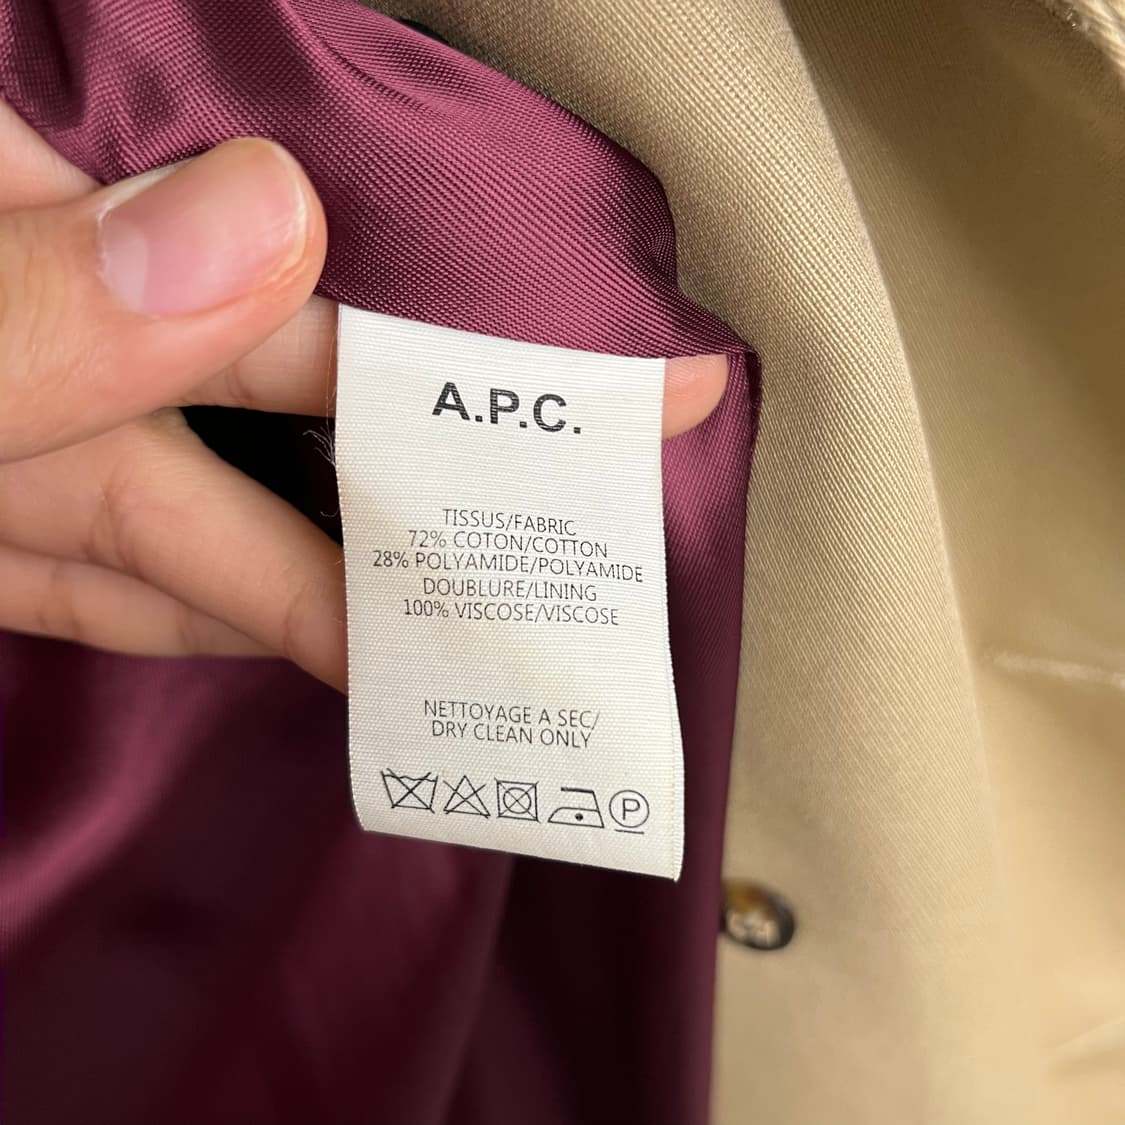 A.P.C.
TISSUS/FABRIC
72% COTON/COTTON
28% POLYAMIDE/POLYAMIDE
DOUBLURE/LINING
100% VISCOSE/VISCOSE
NETTOYAGE A SEC/
DRY CLEAN ONLY
P